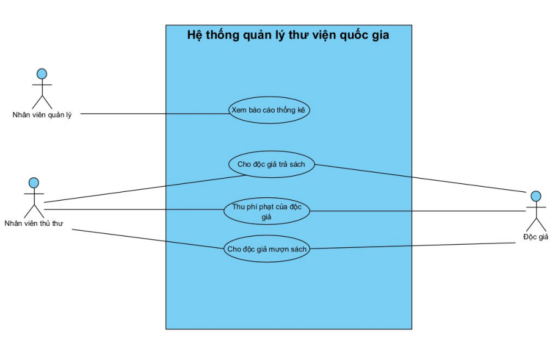 Hệ thống quản lý thư viện quốc gia
Nhân viên quản lý
Xem báo cáo thống kê
Cho độc giả trả sách
Nhân viên thủ thư
Thu phí phạt của độc
giả
Độc giả
Cho độc giả mượn sách